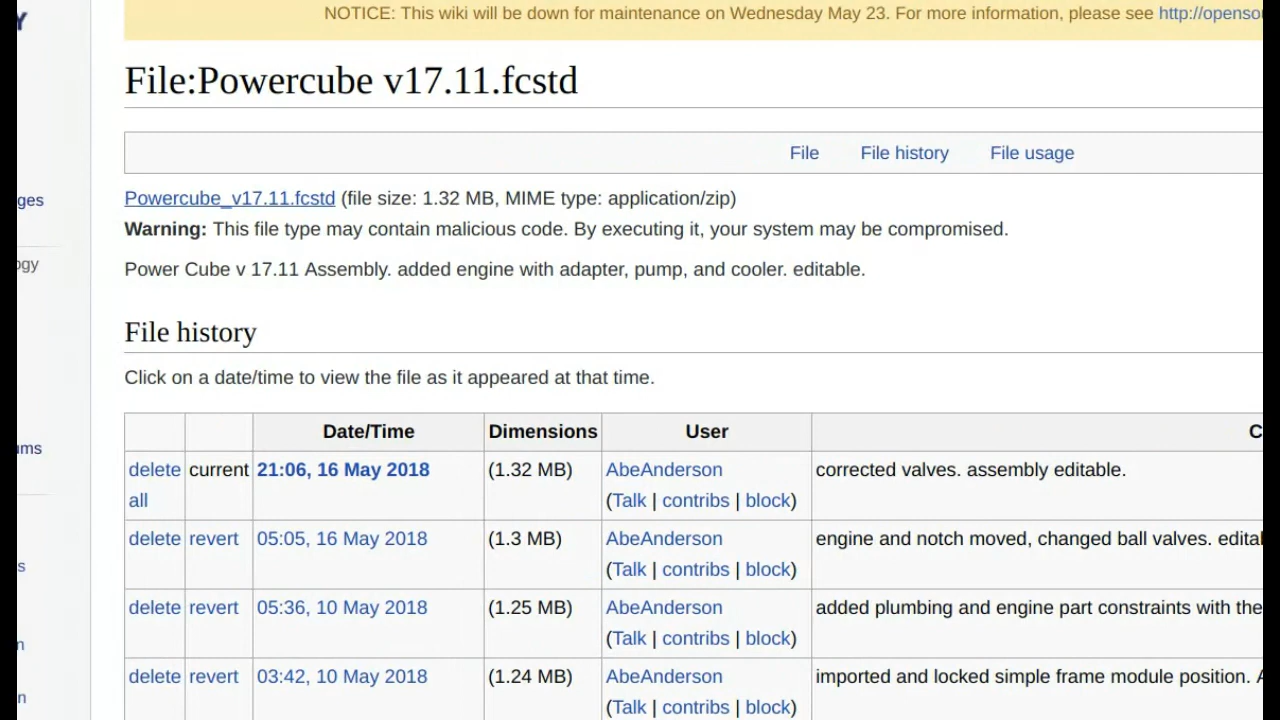 NOTICE: This wiki will be down for maintenance on Wednesday May 23. For more information, please see http://openso
Y
File:Powercube v17.11.fcstd
File File history File usage
Powercube_v17.11.fcstd (file size: 1.32 MB, MIME type: application/zip)
ges
Warning: This file type may contain malicious code. By executing it, your system may be compromised.
ogy
Power Cube v 17.11 Assembly. added engine with adapter, pump, and cooler. editable.
File history
Click on a date/time to view the file as it appeared at that time.
Date/Time Dimensions User C
ums
delete all current 21:06, 16 May 2018 (1.32 MB) AbeAnderson corrected valves. assembly editable.
(Talk | contribs | block)
delete revert 05:05, 16 May 2018 (1.3 MB) AbeAnderson engine and notch moved, changed ball valves. edita
s
(Talk | contribs | block)
delete revert 05:36, 10 May 2018 (1.25 MB) AbeAnderson added plumbing and engine part constraints with the
n
(Talk | contribs | block)
delete revert 03:42, 10 May 2018 (1.24 MB) AbeAnderson imported and locked simple frame module position. A
n
(Talk | contribs | block)